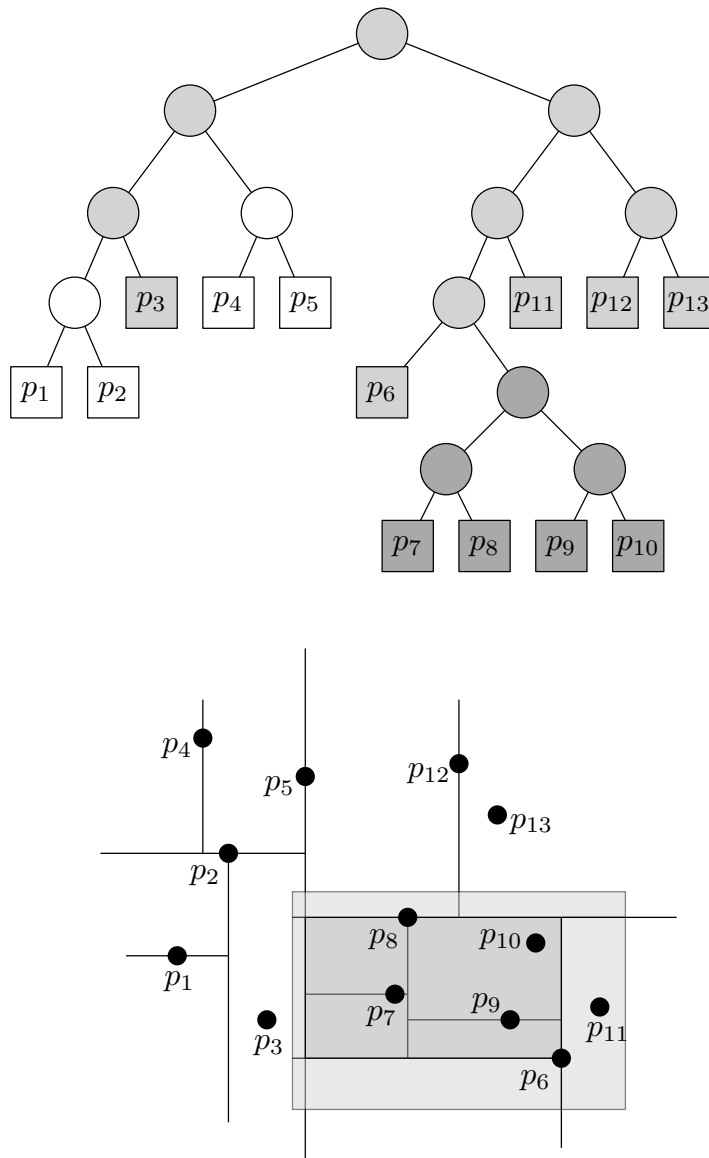 p₃ p₄ p₅ p₁₁ p₁₂ p₁₃
p₁ p₂ p₆
p₇ p₈ p₉ p₁₀
p₄
p₅ p₁₂
p₁₃
p₂
p₈ p₁₀
p₁
p₇ p₉
p₃ p₁₁
p₆